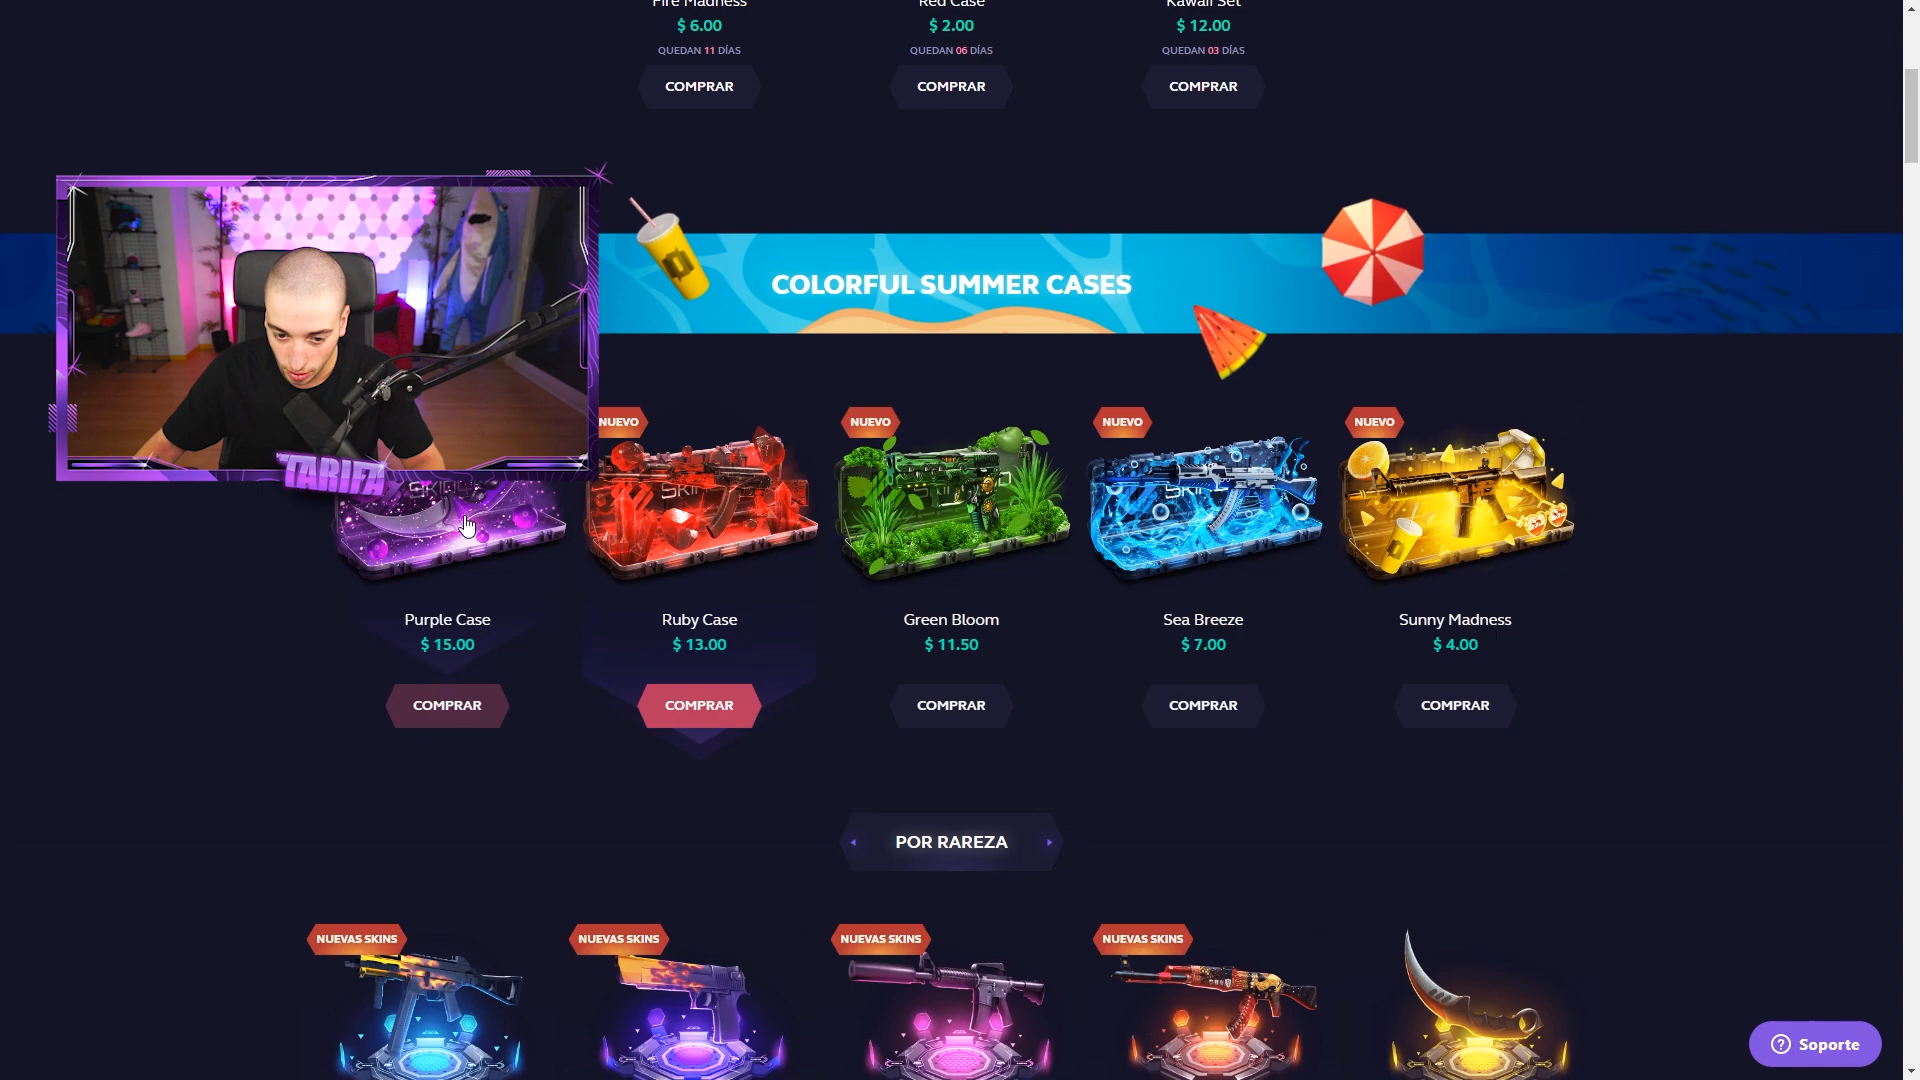 Fire Madness
Red Case
Kawaii Set
$ 6.00
$ 2.00
$ 12.00
QUEDAN 11 DÍAS
QUEDAN 06 DÍAS
QUEDAN 03 DÍAS
COMPRAR
COMPRAR
COMPRAR
COLORFUL SUMMER CASES
NUEVO
NUEVO
NUEVO
NUEVO
TARIFA
Purple Case
Ruby Case
Green Bloom
Sea Breeze
Sunny Madness
$ 15.00
$ 13.00
$ 11.50
$ 7.00
$ 4.00
COMPRAR
COMPRAR
COMPRAR
COMPRAR
COMPRAR
POR RAREZA
NUEVAS SKINS
NUEVAS SKINS
NUEVAS SKINS
NUEVAS SKINS
Soporte